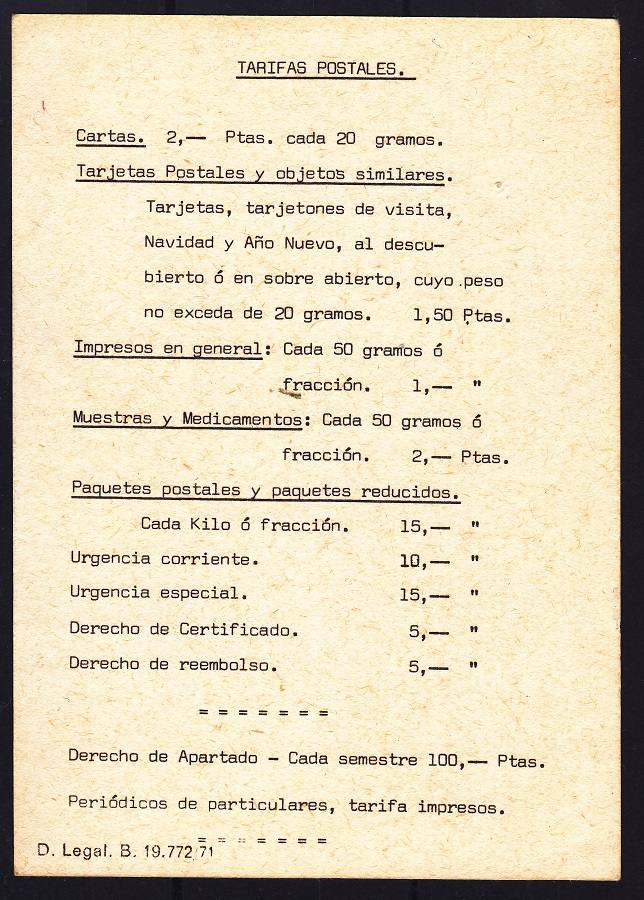 TARIFAS POSTALES.
Cartas. 2,— Ptas. cada 20 gramos.
Tarjetas Postales y objetos similares.
Tarjetas, tarjetones de visita,
Navidad y Año Nuevo, al descu-
bierto ó en sobre abierto, cuyo peso
no exceda de 20 gramos. 1,50 Ptas.
Impresos en general: Cada 50 gramos ó
fracción. 1,— "
Muestras y Medicamentos: Cada 50 gramos ó
fracción. 2,— Ptas.
Paquetes postales y paquetes reducidos.
Cada Kilo ó fracción. 15,— "
Urgencia corriente. 10,— "
Urgencia especial. 15,— "
Derecho de Certificado. 5,— "
Derecho de reembolso. 5,— "
= = = = = = =
Derecho de Apartado - Cada semestre 100,— Ptas.
Periódicos de particulares, tarifa impresos.
= = = = = = =
D. Legal. B. 19.772/71